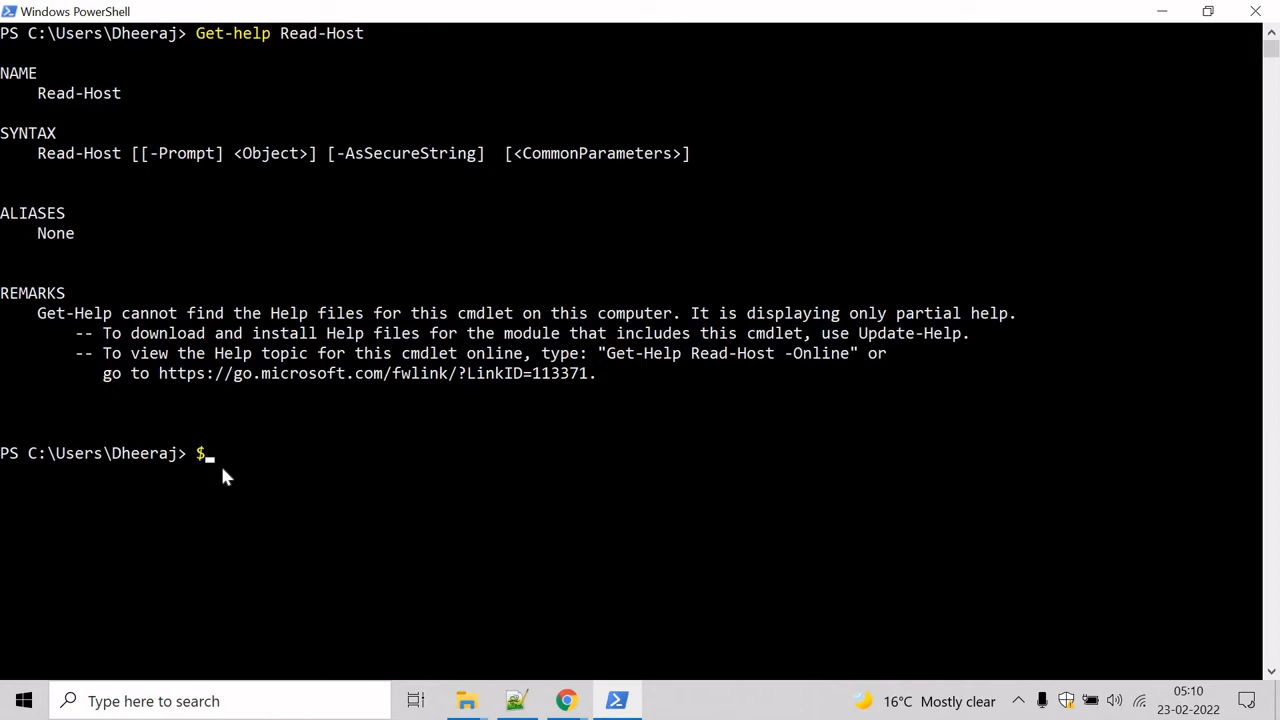 Windows PowerShell
PS C:\Users\Dheeraj> Get-help Read-Host
NAME
Read-Host
SYNTAX
Read-Host [[-Prompt] <Object>] [-AsSecureString]  [<CommonParameters>]
ALIASES
None
REMARKS
Get-Help cannot find the Help files for this cmdlet on this computer. It is displaying only partial help.
-- To download and install Help files for the module that includes this cmdlet, use Update-Help.
-- To view the Help topic for this cmdlet online, type: "Get-Help Read-Host -Online" or
go to https://go.microsoft.com/fwlink/?LinkID=113371.
PS C:\Users\Dheeraj> $
Type here to search
16°C Mostly clear
05:10
23-02-2022